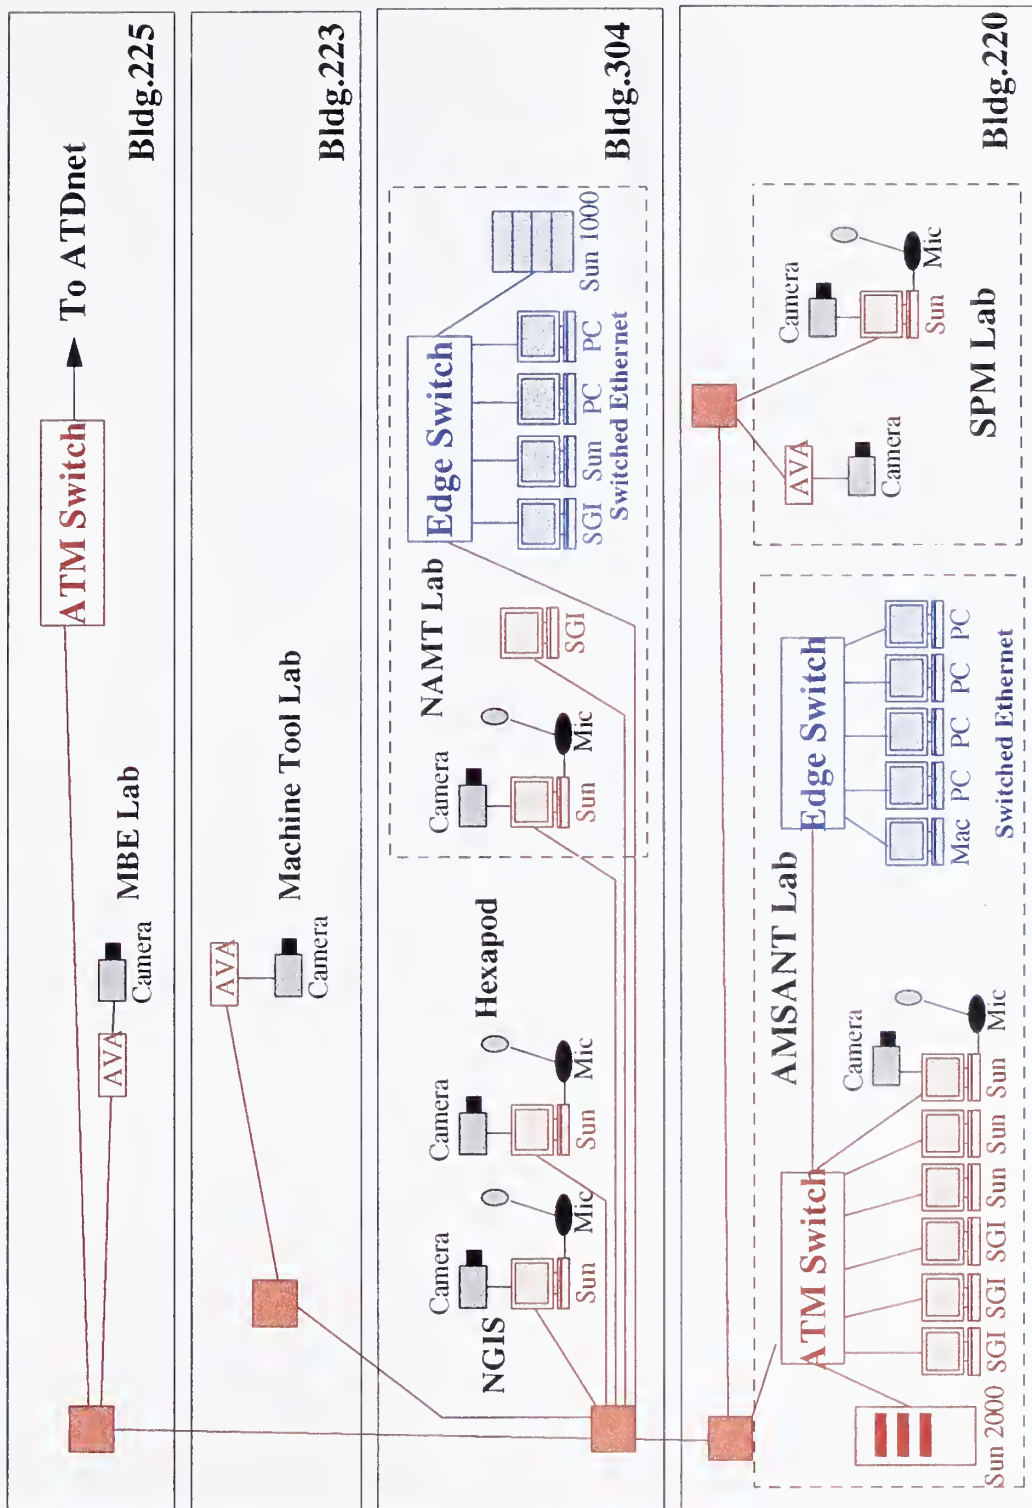 Bldg.225
ATM Switch
To ATDnet
AVA
Camera
MBE Lab
Bldg.223
AVA
Camera
Machine Tool Lab
Bldg.304
NGIS
Camera
Sun
Mic
Hexapod
Camera
Sun
Mic
NAMT Lab
Camera
Sun
Mic
SGI
Edge Switch
SGI
Sun
PC
PC
Switched Ethernet
Sun 1000
Bldg.220
AMSANT Lab
ATM Switch
Sun 2000
SGI
SGI
SGI
Sun
Sun
Sun
Camera
Mic
Edge Switch
Mac
PC
PC
PC
PC
Switched Ethernet
SPM Lab
AVA
Camera
Camera
Sun
Mic